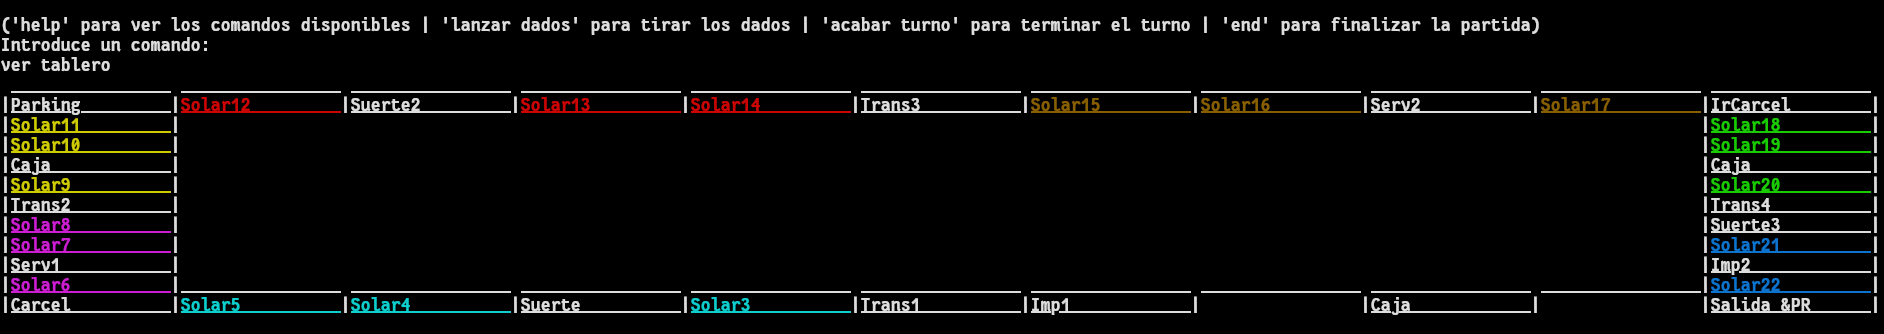 ('help' para ver los comandos disponibles | 'lanzar dados' para tirar los dados | 'acabar turno' para terminar el turno | 'end' para finalizar la partida)
Introduce un comando:
ver tablero
|Parking |Solar12 |Suerte2 |Solar13 |Solar14 |Trans3 |Solar15 |Solar16 |Serv2 |Solar17 |IrCarcel |
|Solar11 | |Solar18 |
|Solar10 | |Solar19 |
|Caja | |Caja |
|Solar9 | |Solar20 |
|Trans2 | |Trans4 |
|Solar8 | |Suerte3 |
|Solar7 | |Solar21 |
|Serv1 | |Imp2 |
|Solar6 | |Solar22 |
|Carcel |Solar5 |Solar4 |Suerte |Solar3 |Trans1 |Imp1 | |Caja | |Salida &PR |